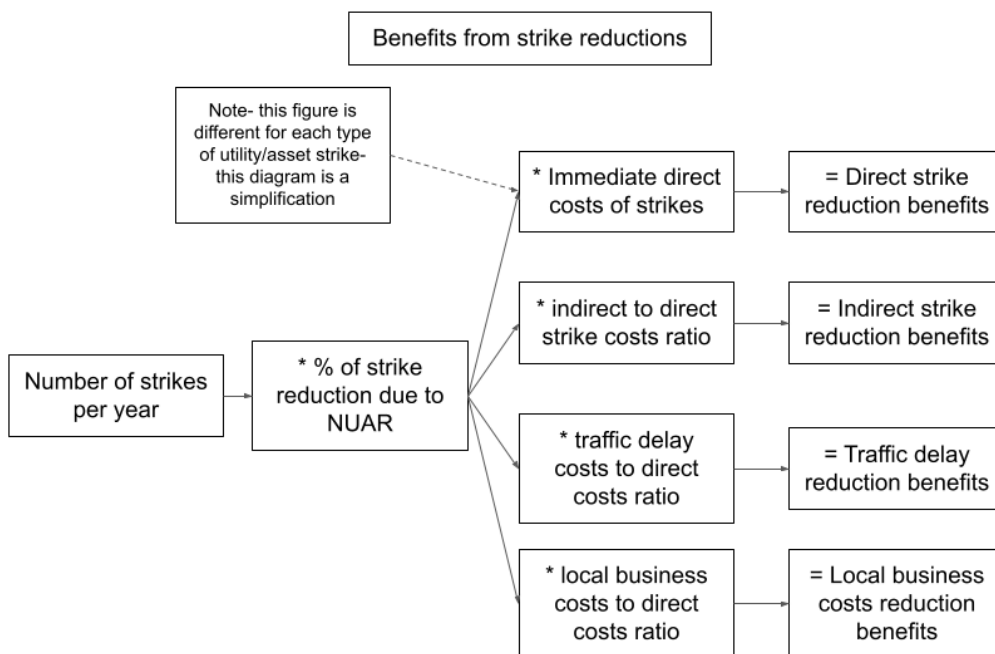 Benefits from strike reductions
Note- this figure is
different for each type
of utility/asset strike-
this diagram is a
simplification
* Immediate direct
costs of strikes
= Direct strike
reduction benefits
* indirect to direct
strike costs ratio
= Indirect strike
reduction benefits
Number of strikes
per year
* % of strike
reduction due to
NUAR
* traffic delay
costs to direct
costs ratio
= Traffic delay
reduction benefits
* local business
costs to direct
costs ratio
= Local business
costs reduction
benefits